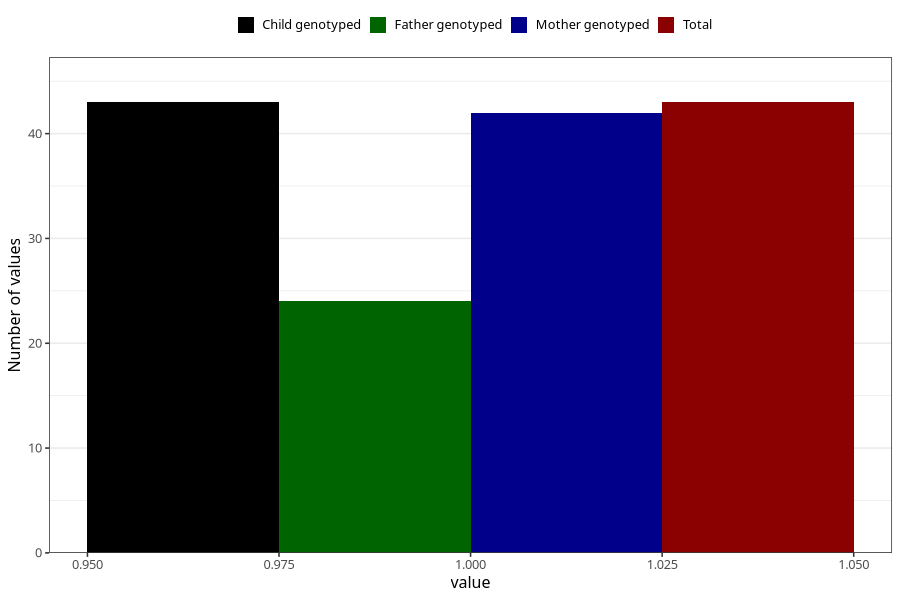 Child genotyped Father genotyped Mother genotyped Total
Number of values
40
30
20
10
0
0.950 0.975 1.000 1.025 1.050
value